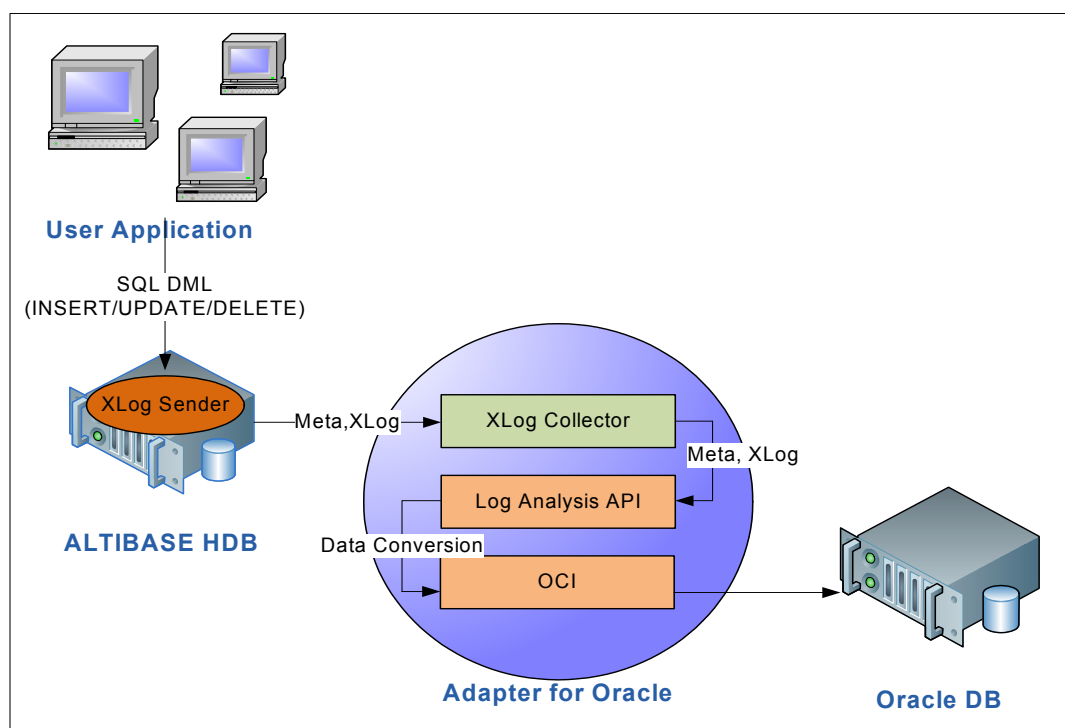 User Application
SQL DML
(INSERT/UPDATE/DELETE)
XLog Sender
ALTIBASE HDB
Meta,XLog
XLog Collector
Meta, XLog
Log Analysis API
Data Conversion
OCI
Adapter for Oracle
Oracle DB